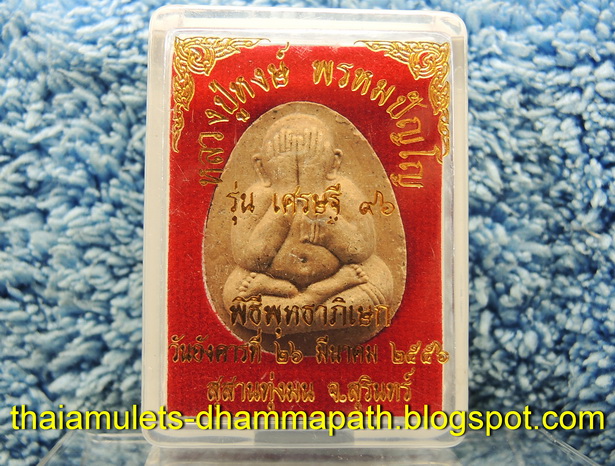 หลวงปู่หงษ์ พรหมปัญโญ
รุ่น เศรษฐี ๙๖
พิธีพุทธาภิเษก
วันอังคารที่ ๒๖ มีนาคม ๒๕๕๖
สุสานทุ่งมน จ.สุรินทร์
thaiamulets-dhammapath.blogspot.com